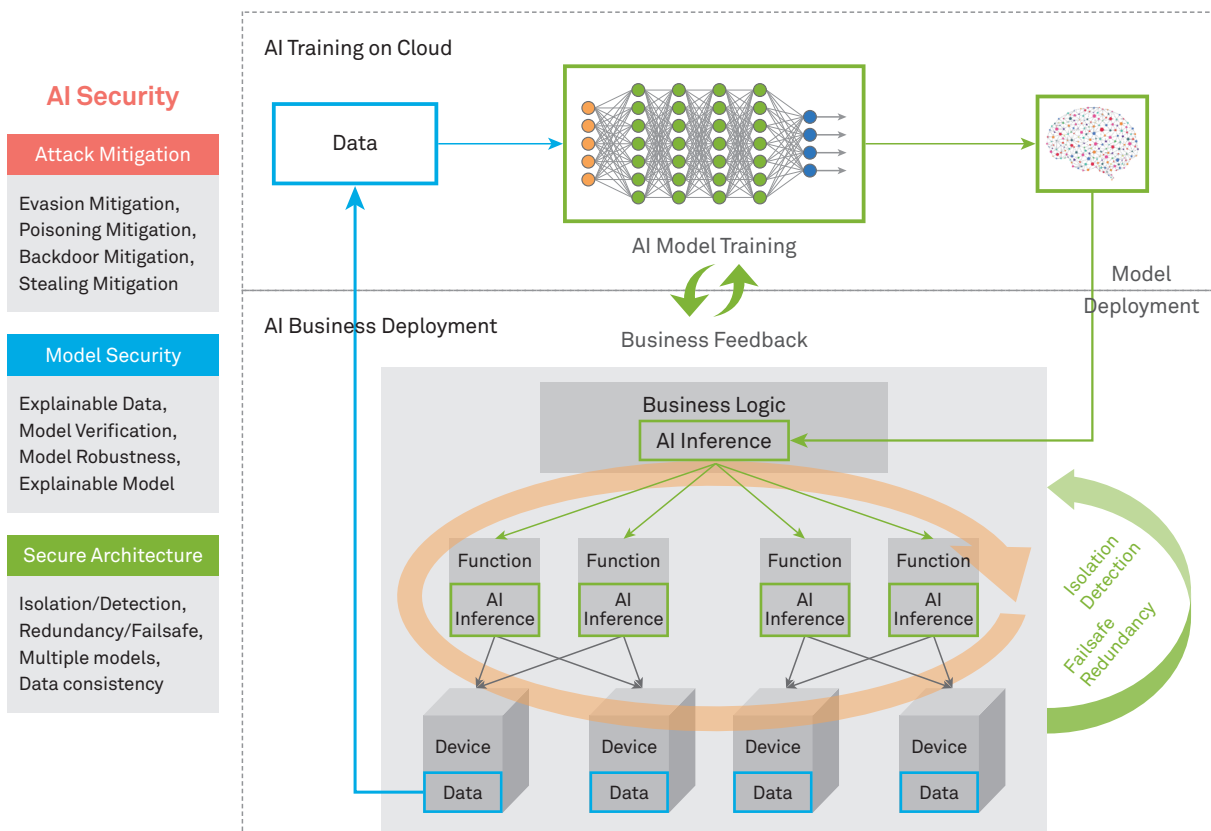 AI Security
Attack Mitigation
Evasion Mitigation,
Poisoning Mitigation,
Backdoor Mitigation,
Stealing Mitigation
Model Security
Explainable Data,
Model Verification,
Model Robustness,
Explainable Model
Secure Architecture
Isolation/Detection,
Redundancy/Failsafe,
Multiple models,
Data consistency
AI Training on Cloud
Data
AI Model Training
Model
Deployment
AI Business Deployment
Business Feedback
Business Logic
AI Inference
Function
AI
Inference
Function
AI
Inference
Function
AI
Inference
Function
AI
Inference
Device
Data
Device
Data
Device
Data
Device
Data
Isolation
Detection
Failsafe
Redundancy